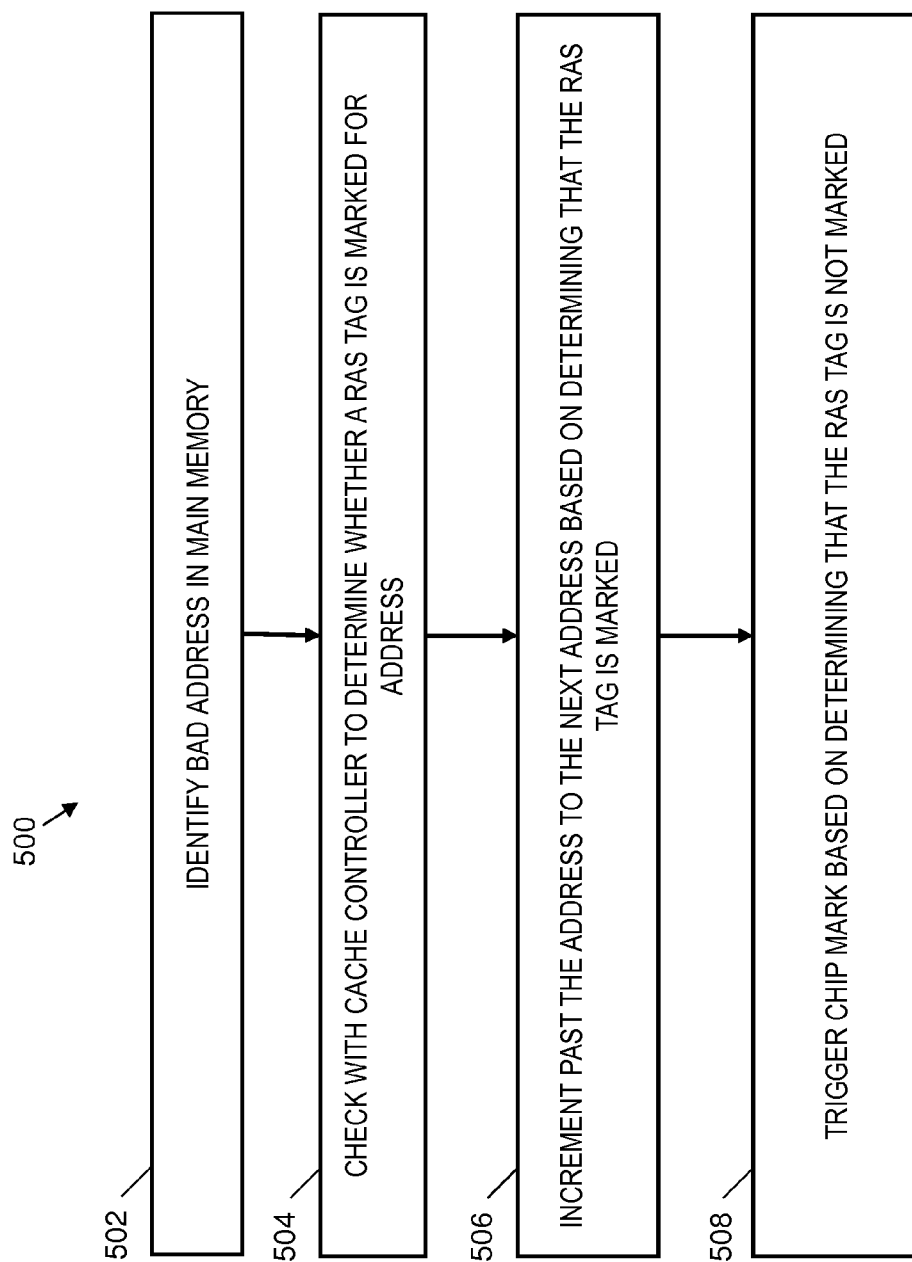 500
502
IDENTIFY BAD ADDRESS IN MAIN MEMORY
504
CHECK WITH CACHE CONTROLLER TO DETERMINE WHETHER A RAS TAG IS MARKED FOR
ADDRESS
506
INCREMENT PAST THE ADDRESS TO THE NEXT ADDRESS BASED ON DETERMINING THAT THE RAS
TAG IS MARKED
508
TRIGGER CHIP MARK BASED ON DETERMINING THAT THE RAS TAG IS NOT MARKED